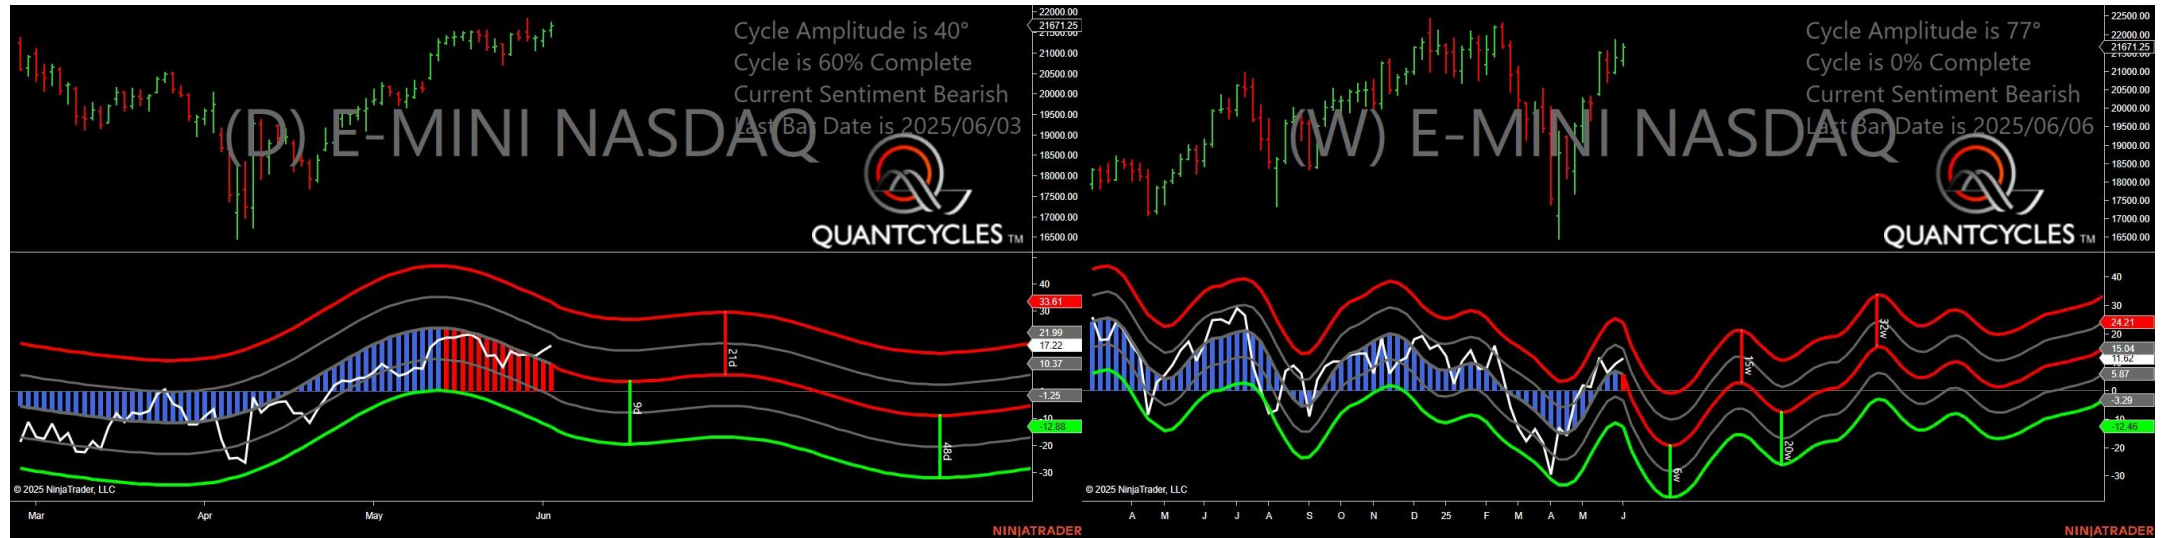 Cycle Amplitude is 40°
Cycle is 60% Complete
Current Sentiment Bearish
Last Bar Date is 2025/06/03
(D) E-MINI NASDAQ
QUANTCYCLES TM
22000.00
21671.25
21500.00
21000.00
20500.00
20000.00
19500.00
19000.00
18500.00
18000.00
17500.00
17000.00
16500.00
40
33.61
30
21.99
17.22
10.37
0
-1.25
-10
-12.88
-20
-30
9d
21d
48d
© 2025 NinjaTrader, LLC
Mar
Apr
May
Jun
NINJATRADER
Cycle Amplitude is 77°
Cycle is 0% Complete
Current Sentiment Bearish
Last Bar Date is 2025/06/06
(W) E-MINI NASDAQ
QUANTCYCLES TM
22500.00
22000.00
21671.25
21000.00
20500.00
20000.00
19500.00
19000.00
18500.00
18000.00
17500.00
17000.00
16500.00
40
30
24.21
20
15.04
11.62
5.87
0
-3.29
-10
-12.46
-20
-30
6w
15w
20w
32w
© 2025 NinjaTrader, LLC
A
M
J
J
A
S
O
N
D
25
F
M
A
M
J
NINJATRADER